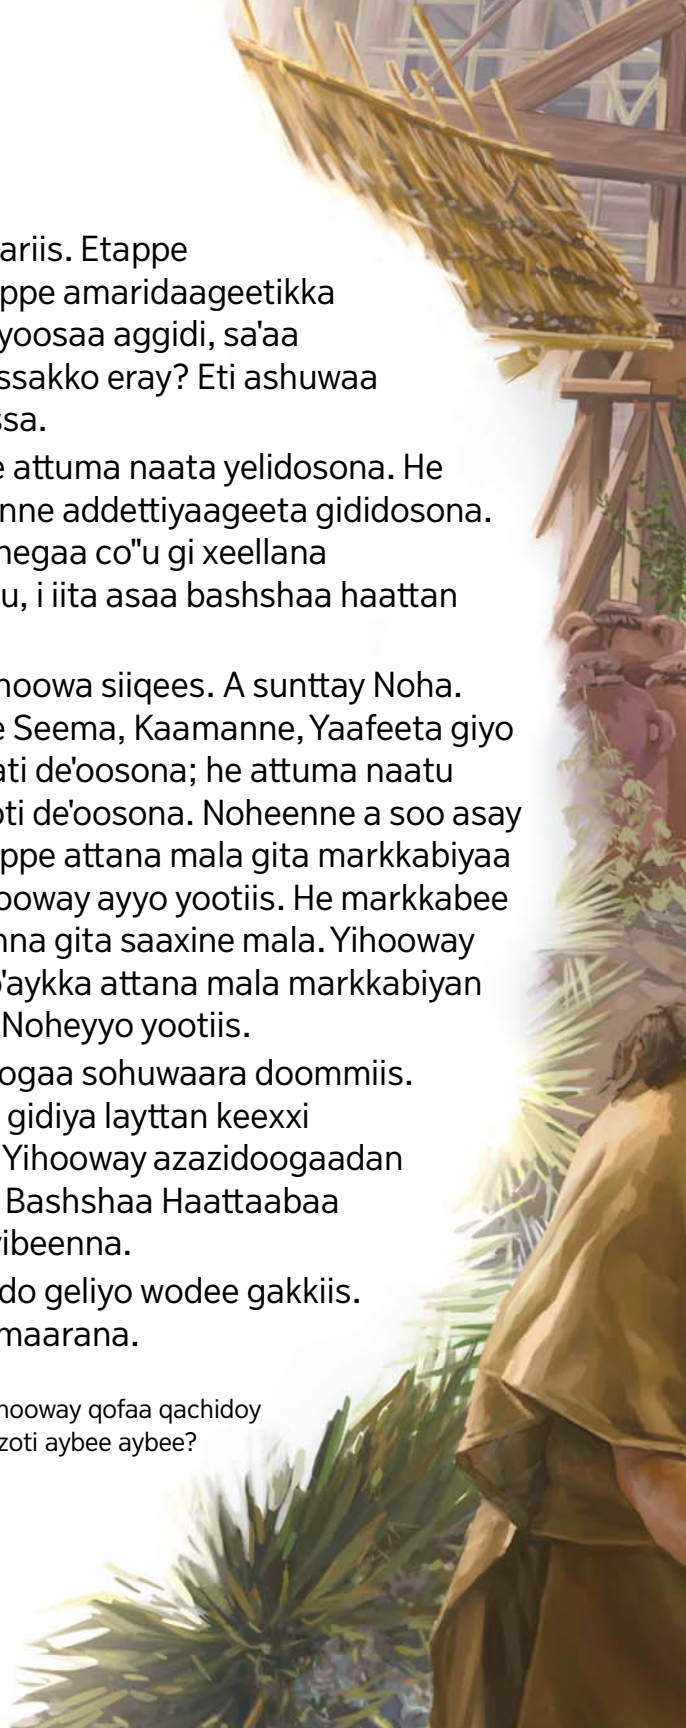 ariis. Etappe
ppe amaridaageetikka
yoosaa aggidi, sa'aa
ssakko eray? Eti ashuwaa
ssa.
e attuma naata yelidosona. He
nne addettiyaageeta gididosona.
negaa co"u gi xeellana
u, i iita asaa bashshaa haattan
hoowa siiqees. A sunttay Noha.
e Seema, Kaamanne, Yaafeeta giyo
ati de'oosona; he attuma naatu
oti de'oosona. Noheenne a soo asay
ppe attana mala gita markkabiyaa
ooway ayyo yootiis. He markkabee
nna gita saaxine mala. Yihooway
o'aykka attana mala markkabiyan
Noheyyo yootiis.
ogaa sohuwaara doommiis.
gidiya layttan keexxi
Yihooway azazidoogaadan
Bashshaa Haattaabaa
ibeenna.
do geliyo wodee gakkiis.
maarana.
hooway qofaa qachidoy
zoti aybee aybee?